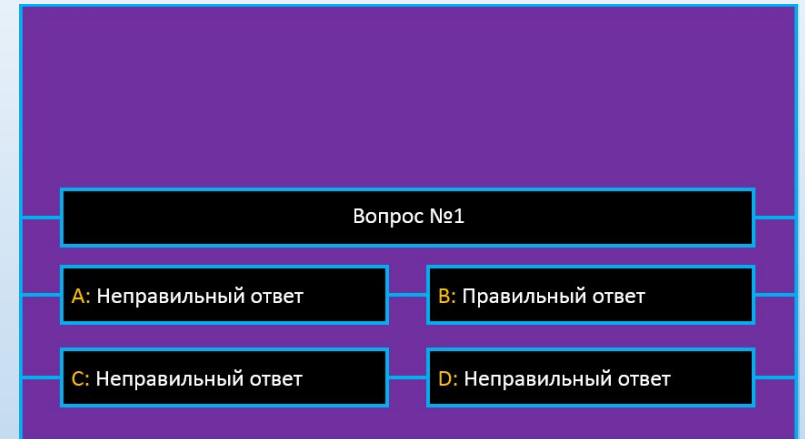 Вопрос №1
A: Неправильный ответ
B: Правильный ответ
C: Неправильный ответ
D: Неправильный ответ